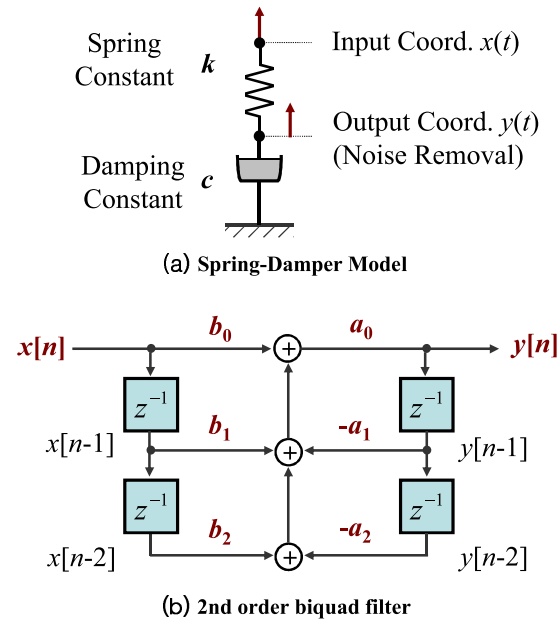 Spring
Constant
k
Input Coord. x(t)
Output Coord. y(t)
(Noise Removal)
Damping
Constant
c
(a) Spring-Damper Model
x[n]
b₀
+
a₀
y[n]
z⁻¹
z⁻¹
x[n-1]
b₁
+
-a₁
y[n-1]
z⁻¹
z⁻¹
x[n-2]
b₂
+
-a₂
y[n-2]
(b) 2nd order biquad filter